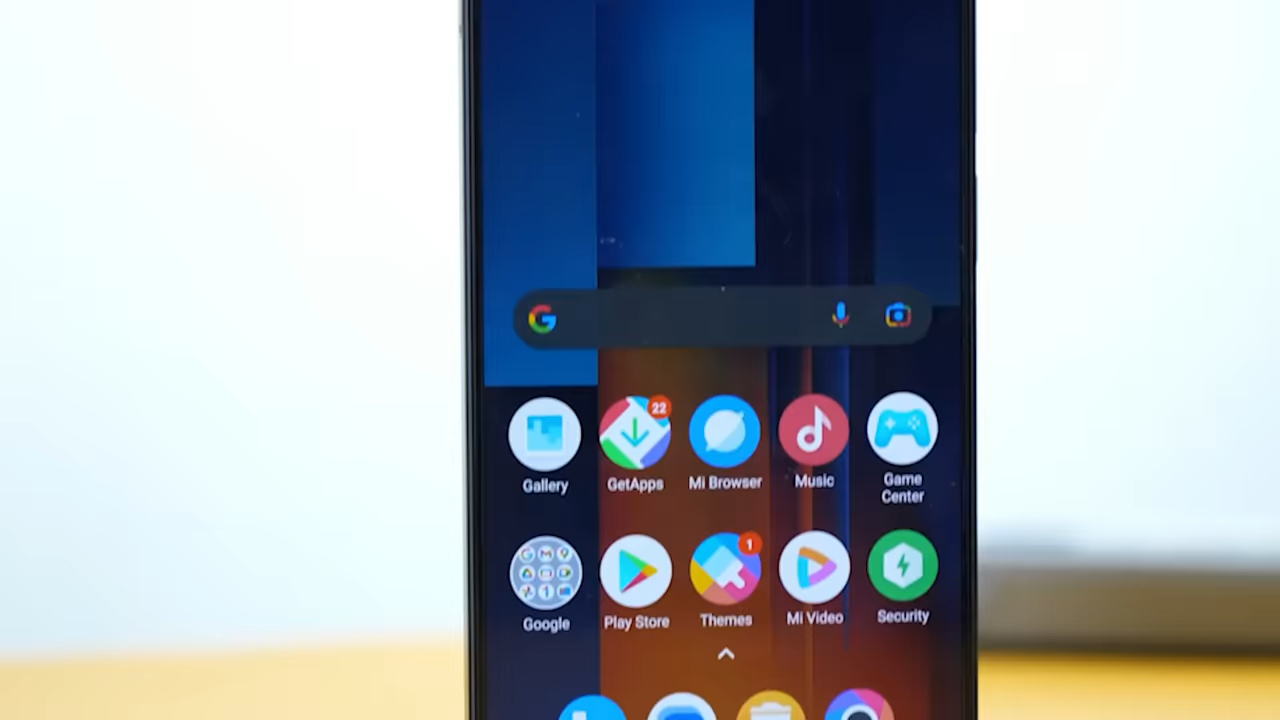 G
22
Gallery
GetApps
Mi Browser
Music
Game
Center
1
Google
Play Store
Themes
Mi Video
Security